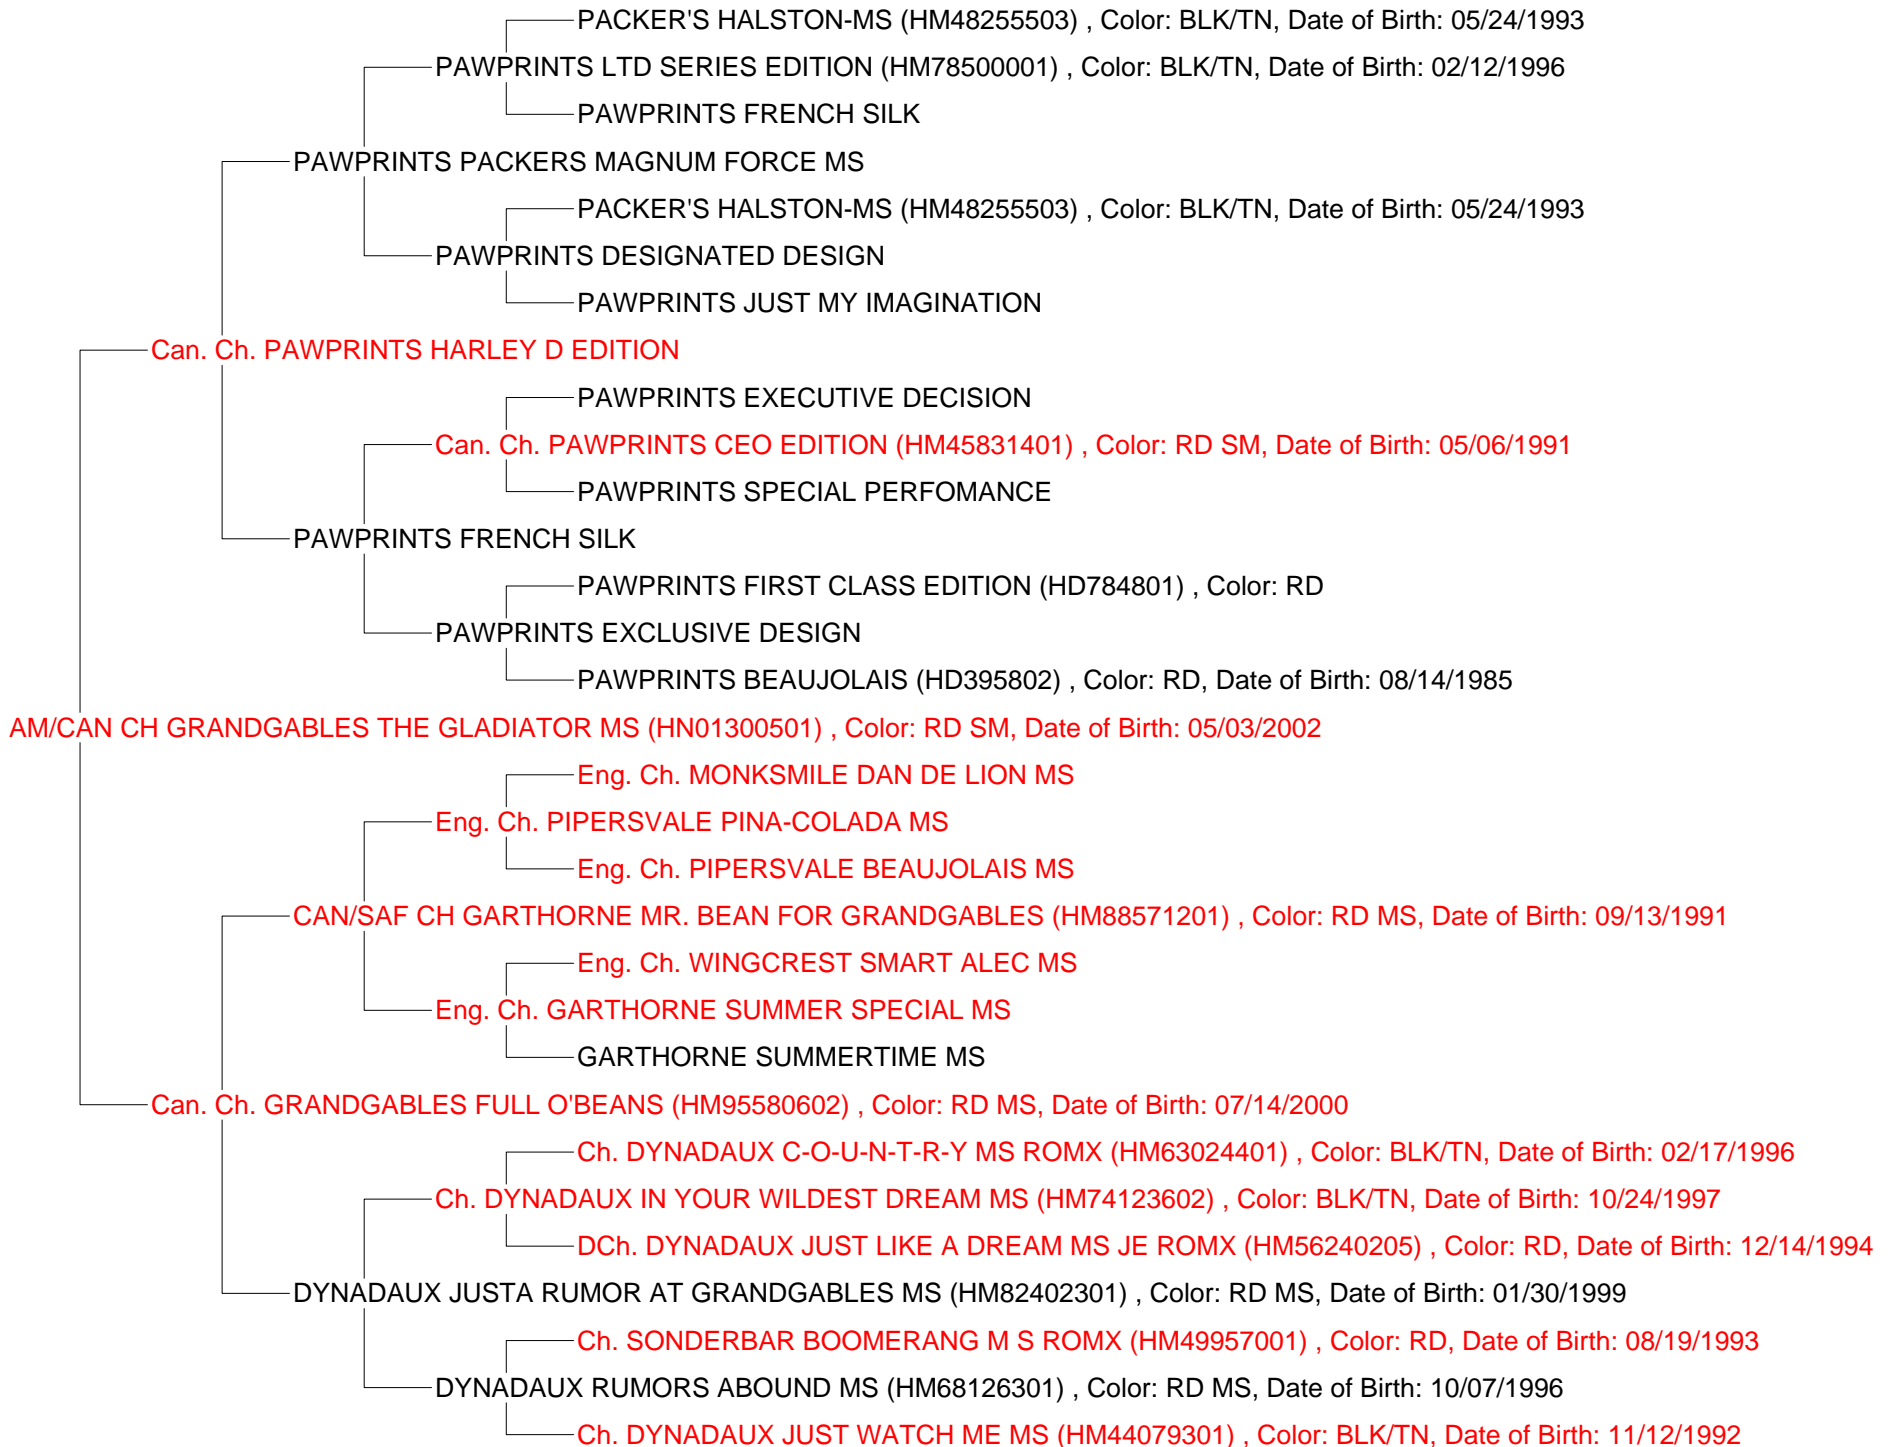 PACKER'S HALSTON-MS (HM48255503) , Color: BLK/TN, Date of Birth: 05/24/1993
PAWPRINTS LTD SERIES EDITION (HM78500001) , Color: BLK/TN, Date of Birth: 02/12/1996
PAWPRINTS FRENCH SILK
PAWPRINTS PACKERS MAGNUM FORCE MS
PACKER'S HALSTON-MS (HM48255503) , Color: BLK/TN, Date of Birth: 05/24/1993
PAWPRINTS DESIGNATED DESIGN
PAWPRINTS JUST MY IMAGINATION
Can. Ch. PAWPRINTS HARLEY D EDITION
PAWPRINTS EXECUTIVE DECISION
Can. Ch. PAWPRINTS CEO EDITION (HM45831401) , Color: RD SM, Date of Birth: 05/06/1991
PAWPRINTS SPECIAL PERFOMANCE
PAWPRINTS FRENCH SILK
PAWPRINTS FIRST CLASS EDITION (HD784801) , Color: RD
PAWPRINTS EXCLUSIVE DESIGN
PAWPRINTS BEAUJOLAIS (HD395802) , Color: RD, Date of Birth: 08/14/1985
AM/CAN CH GRANDGABLES THE GLADIATOR MS (HN01300501) , Color: RD SM, Date of Birth: 05/03/2002
Eng. Ch. MONKSMILE DAN DE LION MS
Eng. Ch. PIPERSVALE PINA-COLADA MS
Eng. Ch. PIPERSVALE BEAUJOLAIS MS
CAN/SAF CH GARTHORNE MR. BEAN FOR GRANDGABLES (HM88571201) , Color: RD MS, Date of Birth: 09/13/1991
Eng. Ch. WINGCREST SMART ALEC MS
Eng. Ch. GARTHORNE SUMMER SPECIAL MS
GARTHORNE SUMMERTIME MS
Can. Ch. GRANDGABLES FULL O'BEANS (HM95580602) , Color: RD MS, Date of Birth: 07/14/2000
Ch. DYNADAUX C-O-U-N-T-R-Y MS ROMX (HM63024401) , Color: BLK/TN, Date of Birth: 02/17/1996
Ch. DYNADAUX IN YOUR WILDEST DREAM MS (HM74123602) , Color: BLK/TN, Date of Birth: 10/24/1997
DCh. DYNADAUX JUST LIKE A DREAM MS JE ROMX (HM56240205) , Color: RD, Date of Birth: 12/14/1994
DYNADAUX JUSTA RUMOR AT GRANDGABLES MS (HM82402301) , Color: RD MS, Date of Birth: 01/30/1999
Ch. SONDERBAR BOOMERANG M S ROMX (HM49957001) , Color: RD, Date of Birth: 08/19/1993
DYNADAUX RUMORS ABOUND MS (HM68126301) , Color: RD MS, Date of Birth: 10/07/1996
Ch. DYNADAUX JUST WATCH ME MS (HM44079301) , Color: BLK/TN, Date of Birth: 11/12/1992